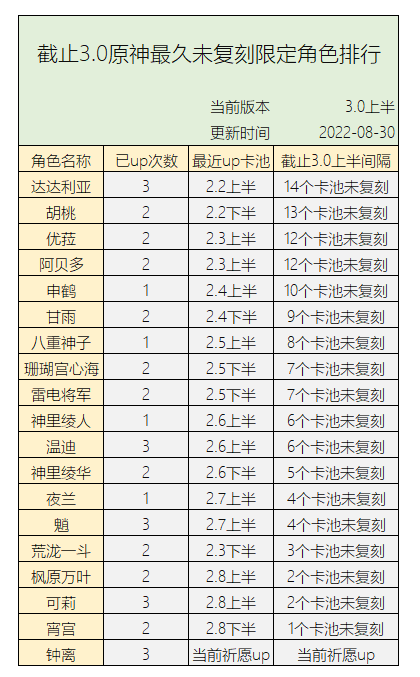 截止3.0原神最久未复刻限定角色排行
当前版本 3.0上半
更新时间 2022-08-30
角色名称 已up次数 最近up卡池 截止3.0上半间隔
达达利亚 3 2.2上半 14个卡池未复刻
胡桃 2 2.2下半 13个卡池未复刻
优菈 2 2.3上半 12个卡池未复刻
阿贝多 2 2.3上半 12个卡池未复刻
申鹤 1 2.4上半 10个卡池未复刻
甘雨 2 2.4下半 9个卡池未复刻
八重神子 1 2.5上半 8个卡池未复刻
珊瑚宫心海 2 2.5下半 7个卡池未复刻
雷电将军 2 2.5下半 7个卡池未复刻
神里绫人 1 2.6上半 6个卡池未复刻
温迪 3 2.6上半 6个卡池未复刻
神里绫华 2 2.6下半 5个卡池未复刻
夜兰 1 2.7上半 4个卡池未复刻
魈 3 2.7上半 4个卡池未复刻
荒泷一斗 2 2.3下半 3个卡池未复刻
枫原万叶 2 2.8上半 2个卡池未复刻
可莉 3 2.8上半 2个卡池未复刻
宵宫 2 2.8下半 1个卡池未复刻
钟离 3 当前祈愿up 当前祈愿up